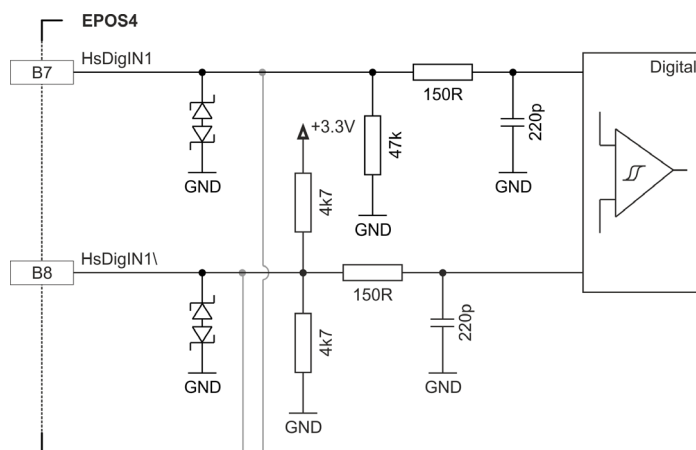 EPOS4
B7
HsDigIN1
Digital
150R
220p
+3.3V
47k
GND
GND
4k7
GND
B8
HsDigIN1\
150R
220p
4k7
GND
GND
GND